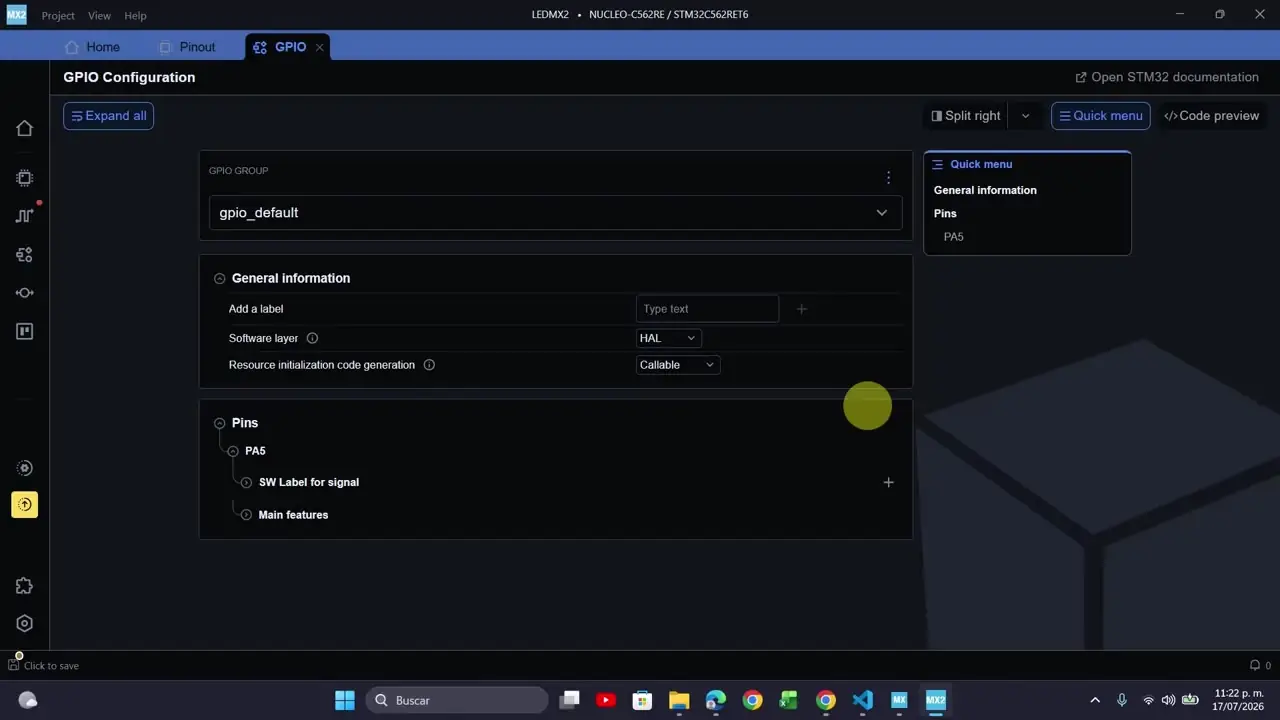 MX2 Project View Help LEDMX2 • NUCLEO-C562RE / STM32C562RET6
Home Pinout GPIO
GPIO Configuration Open STM32 documentation
Expand all Split right Quick menu </>Code preview
GPIO GROUP
gpio_default
Quick menu
General information
Pins
PA5
General information
Add a label Type text
Software layer HAL
Resource initialization code generation Callable
Pins
PA5
SW Label for signal
Main features
Click to save 0
Buscar MX MX2 11:22 p. m.
17/07/2026